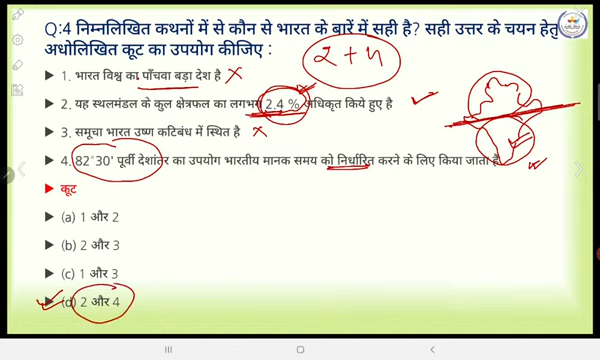 Q:4 निम्नलिखित कथनों में से कौन से भारत के बारें में सही है? सही उत्तर के चयन हेतु
अधोलिखित कूट का उपयोग कीजिए :
2 + 4
1. भारत विश्व का पाँचवा बड़ा देश है
2. यह स्थलमंडल के कुल क्षेत्रफल का लगभग 2.4 % अधिकृत किये हुए है
3. समूचा भारत उष्ण कटिबंध में स्थित है
4. 82°30' पूर्वी देशांतर का उपयोग भारतीय मानक समय को निर्धारित करने के लिए किया जाता है
कूट
(a) 1 और 2
(b) 2 और 3
(c) 1 और 3
(d) 2 और 4